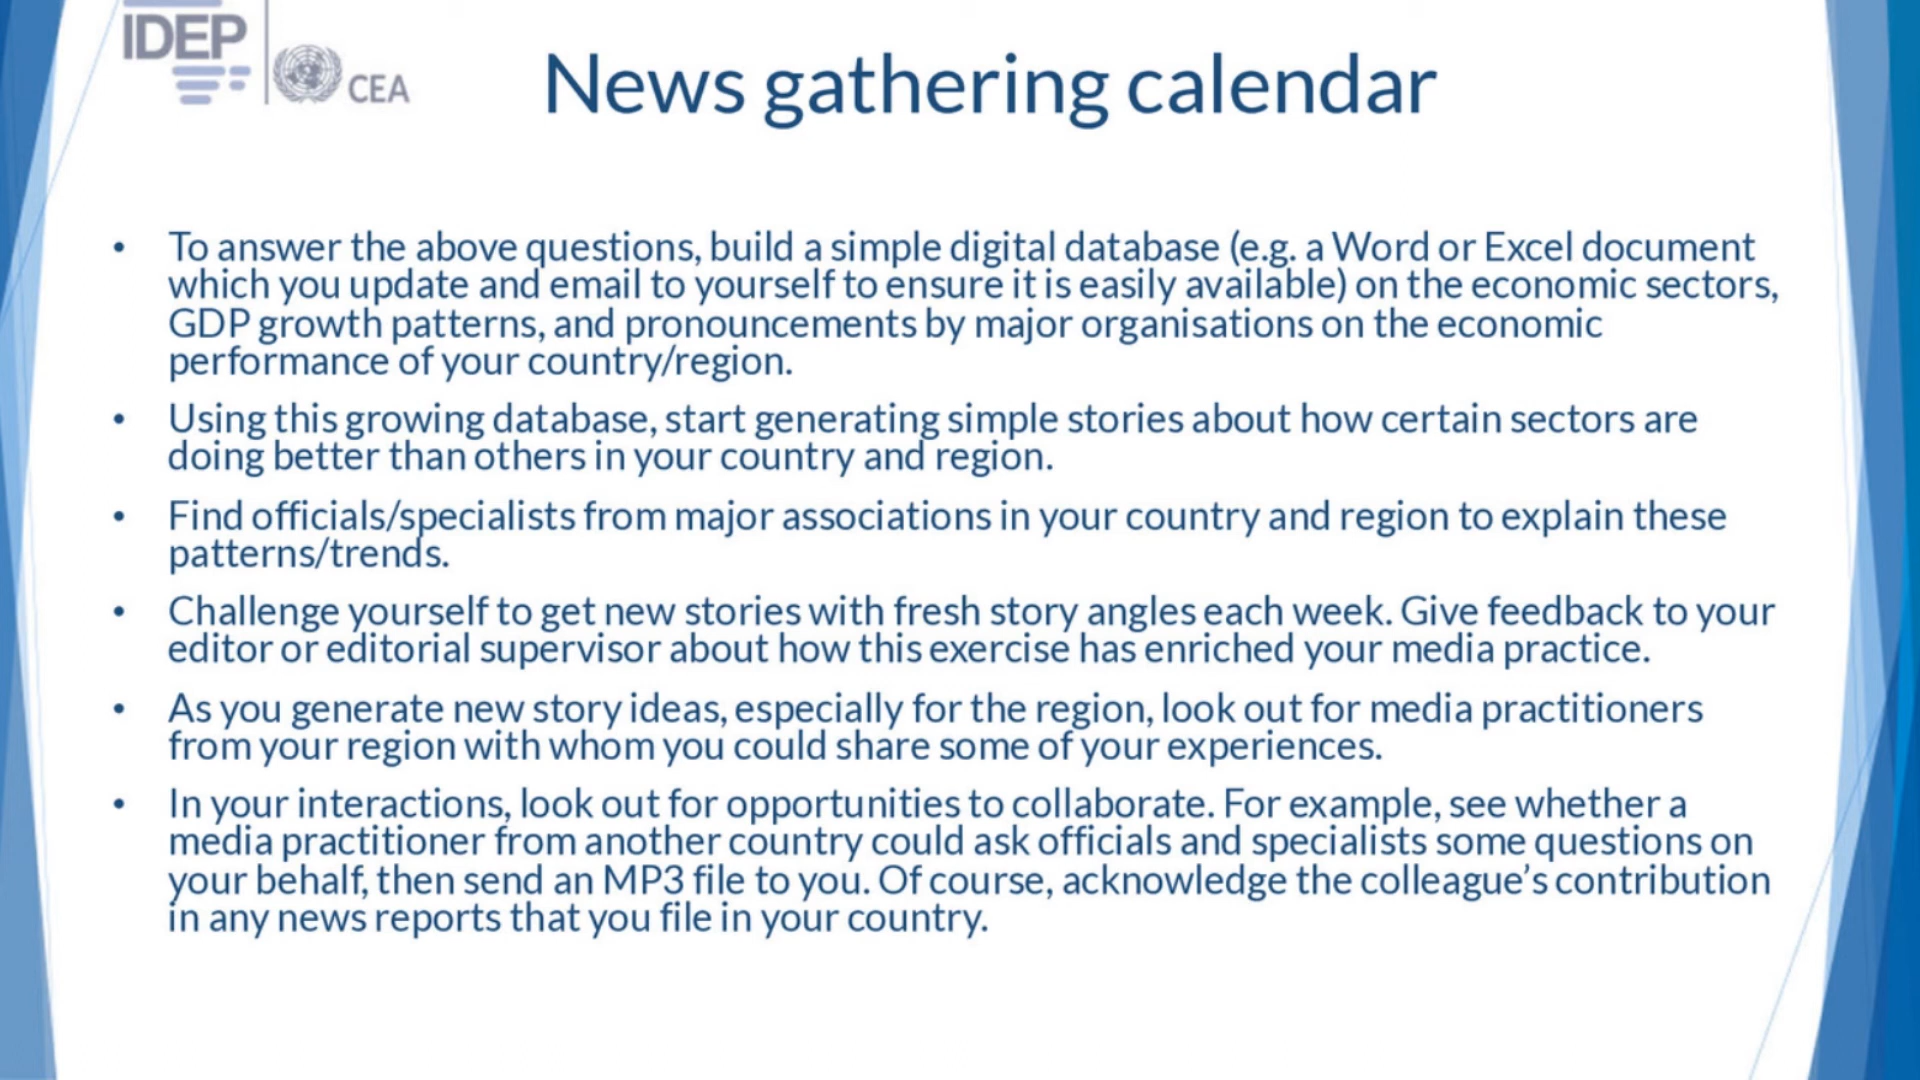 IDEP
CEA
News gathering calendar
• To answer the above questions, build a simple digital database (e.g. a Word or Excel document
which you update and email to yourself to ensure it is easily available) on the economic sectors,
GDP growth patterns, and pronouncements by major organisations on the economic
performance of your country/region.
• Using this growing database, start generating simple stories about how certain sectors are
doing better than others in your country and region.
• Find officials/specialists from major associations in your country and region to explain these
patterns/trends.
• Challenge yourself to get new stories with fresh story angles each week. Give feedback to your
editor or editorial supervisor about how this exercise has enriched your media practice.
• As you generate new story ideas, especially for the region, look out for media practitioners
from your region with whom you could share some of your experiences.
• In your interactions, look out for opportunities to collaborate. For example, see whether a
media practitioner from another country could ask officials and specialists some questions on
your behalf, then send an MP3 file to you. Of course, acknowledge the colleague’s contribution
in any news reports that you file in your country.